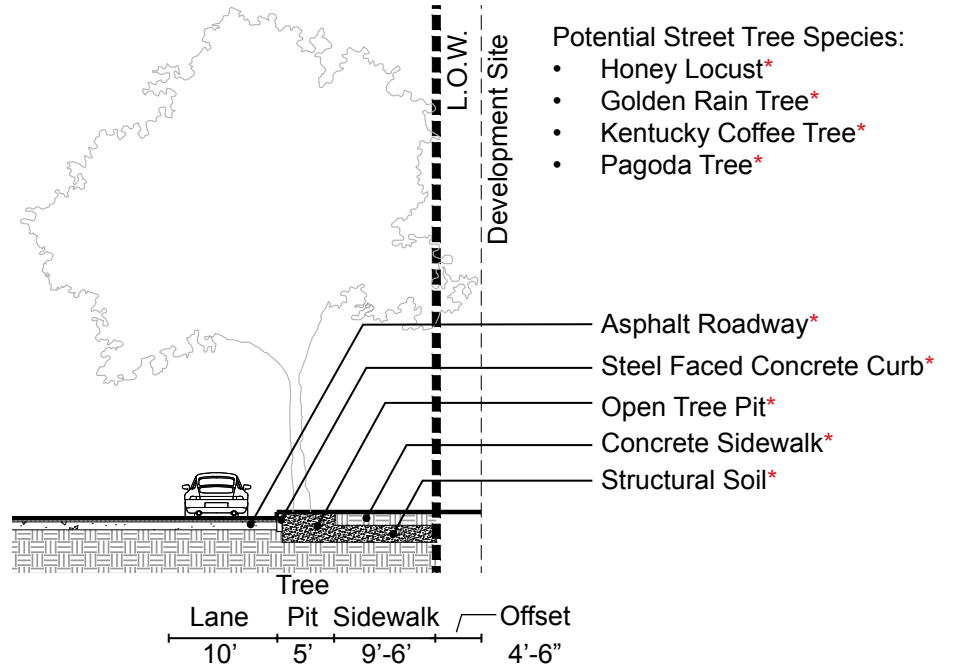 L.O.W.
Development Site
Potential Street Tree Species:
• Honey Locust*
• Golden Rain Tree*
• Kentucky Coffee Tree*
• Pagoda Tree*
Asphalt Roadway*
Steel Faced Concrete Curb*
Open Tree Pit*
Concrete Sidewalk*
Structural Soil*
Tree
Lane Pit Sidewalk Offset
10’ 5’ 9’-6’ 4’-6”